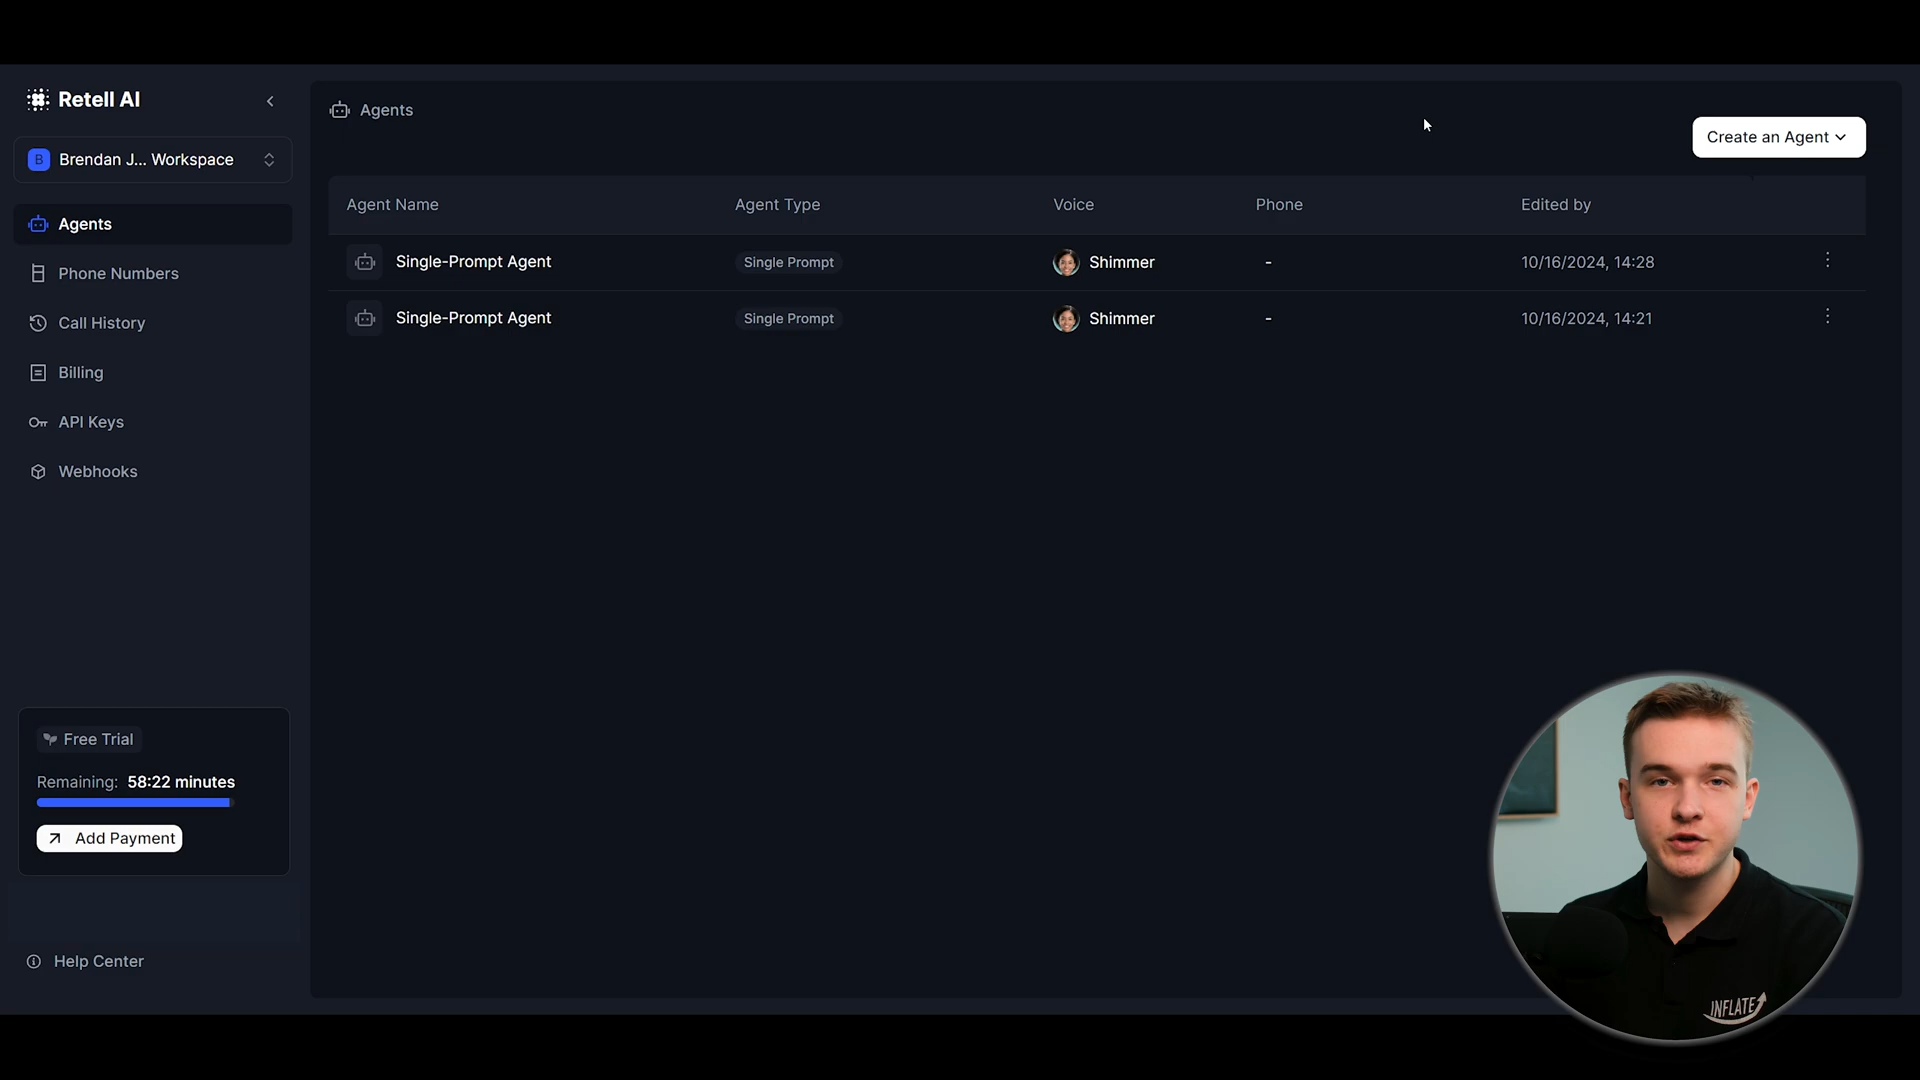 Retell AI
B Brendan J... Workspace
Agents
Phone Numbers
Call History
Billing
API Keys
Webhooks
Free Trial
Remaining: 58:22 minutes
Add Payment
Help Center
Agents
Create an Agent
Agent Name Agent Type Voice Phone Edited by
Single-Prompt Agent Single Prompt Shimmer - 10/16/2024, 14:28
Single-Prompt Agent Single Prompt Shimmer - 10/16/2024, 14:21
INFLATE